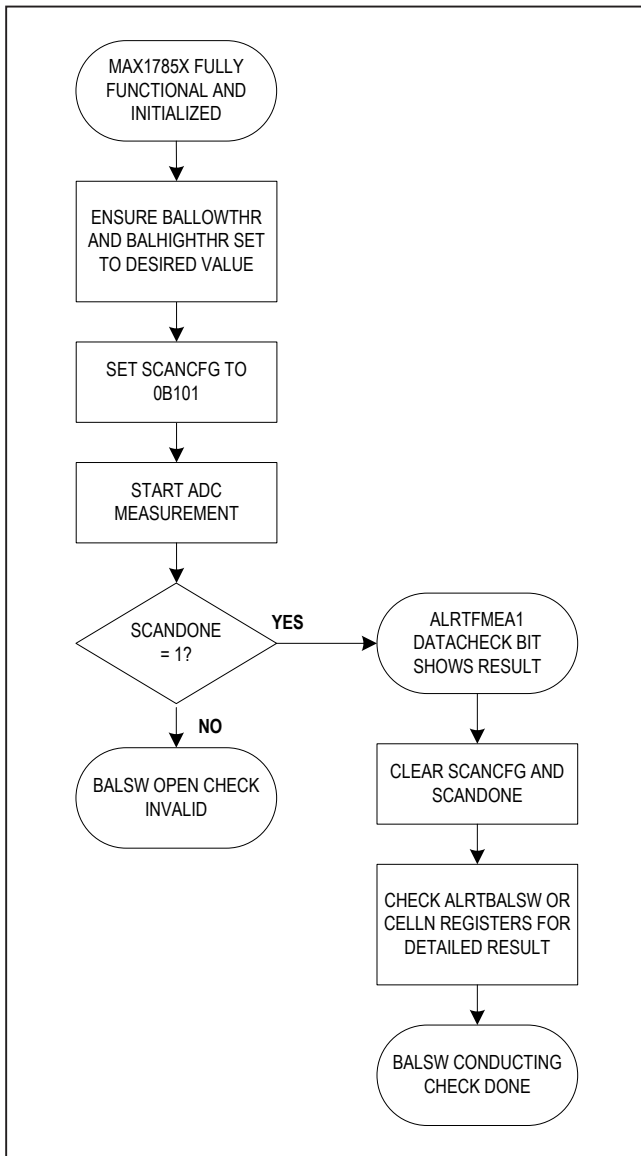 MAX1785X FULLY
FUNCTIONAL AND
INITIALIZED
ENSURE BALLOWTHR
AND BALHIGHTHR SET
TO DESIRED VALUE
SET SCANCFG TO
0B101
START ADC
MEASUREMENT
SCANDONE
= 1?
YES
NO
BALSW OPEN CHECK
INVALID
ALRTFMEA1
DATACHECK BIT
SHOWS RESULT
CLEAR SCANCFG AND
SCANDONE
CHECK ALRTBALSW OR
CELLN REGISTERS FOR
DETAILED RESULT
BALSW CONDUCTING
CHECK DONE